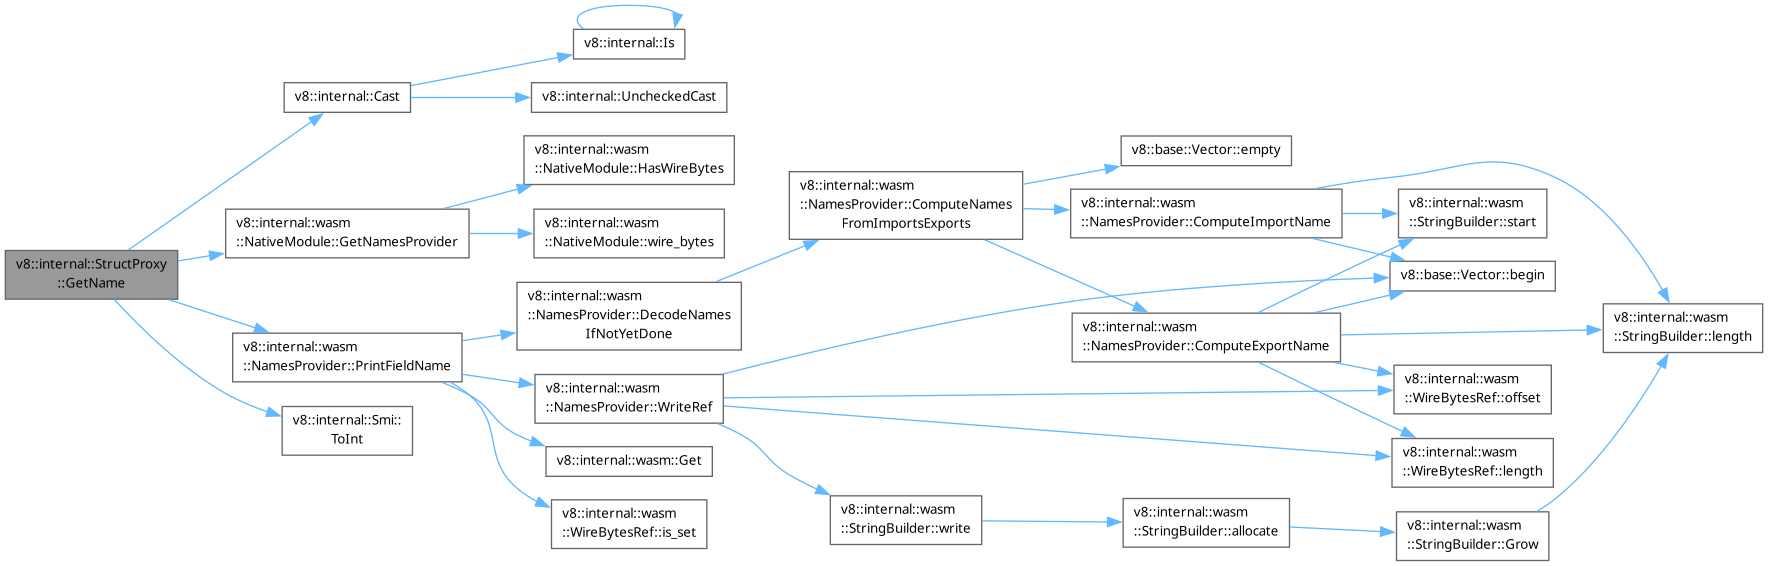 v8::internal::StructProxy
::GetName
v8::internal::Cast
v8::internal::Is
v8::internal::UncheckedCast
v8::internal::wasm
::NativeModule::GetNamesProvider
v8::internal::wasm
::NativeModule::HasWireBytes
v8::internal::wasm
::NativeModule::wire_bytes
v8::internal::wasm
::NamesProvider::PrintFieldName
v8::internal::Smi::
ToInt
v8::internal::wasm
::NamesProvider::DecodeNames
IfNotYetDone
v8::internal::wasm
::NamesProvider::WriteRef
v8::internal::wasm::Get
v8::internal::wasm
::WireBytesRef::is_set
v8::internal::wasm
::NamesProvider::ComputeNames
FromImportsExports
v8::base::Vector::empty
v8::internal::wasm
::NamesProvider::ComputeImportName
v8::internal::wasm
::NamesProvider::ComputeExportName
v8::internal::wasm
::StringBuilder::start
v8::base::Vector::begin
v8::internal::wasm
::StringBuilder::length
v8::internal::wasm
::WireBytesRef::offset
v8::internal::wasm
::WireBytesRef::length
v8::internal::wasm
::StringBuilder::write
v8::internal::wasm
::StringBuilder::allocate
v8::internal::wasm
::StringBuilder::Grow